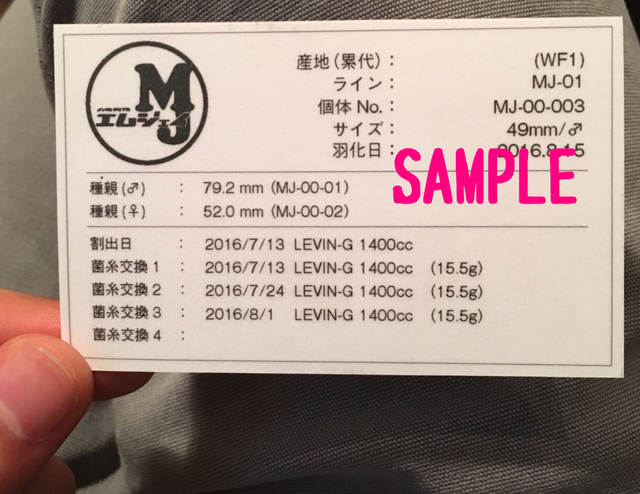 MJ
エムジェイ
産地(累代): (WF1)
ライン: MJ-01
個体 No.: MJ-00-003
サイズ: 49mm/♂
羽化日: 2016.8.15
SAMPLE
種親(♂) : 79.2 mm (MJ-00-01)
種親(♀) : 52.0 mm (MJ-00-02)
割出日 : 2016/7/13 LEVIN-G 1400cc
菌糸交換 1 : 2016/7/13 LEVIN-G 1400cc (15.5g)
菌糸交換 2 : 2016/7/24 LEVIN-G 1400cc (15.5g)
菌糸交換 3 : 2016/8/1 LEVIN-G 1400cc (15.5g)
菌糸交換 4 :